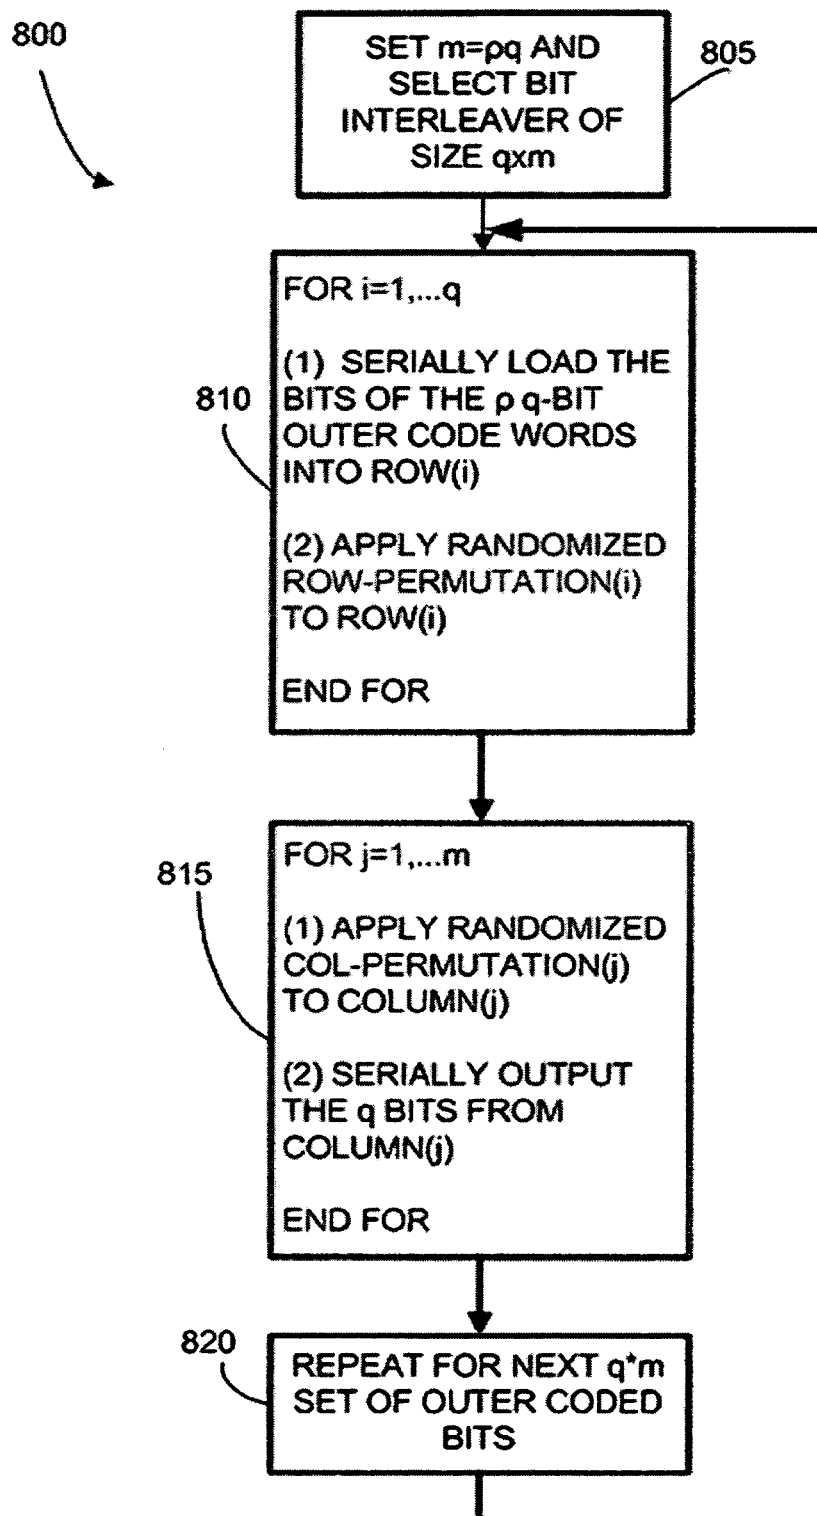 800
SET m=ρq AND
SELECT BIT
INTERLEAVER OF
SIZE qxm
805
FOR i=1,...q
(1) SERIALLY LOAD THE
BITS OF THE ρ q-BIT
OUTER CODE WORDS
INTO ROW(i)
(2) APPLY RANDOMIZED
ROW-PERMUTATION(i)
TO ROW(i)
END FOR
810
FOR j=1,...m
(1) APPLY RANDOMIZED
COL-PERMUTATION(j)
TO COLUMN(j)
(2) SERIALLY OUTPUT
THE q BITS FROM
COLUMN(j)
END FOR
815
820
REPEAT FOR NEXT q*m
SET OF OUTER CODED
BITS